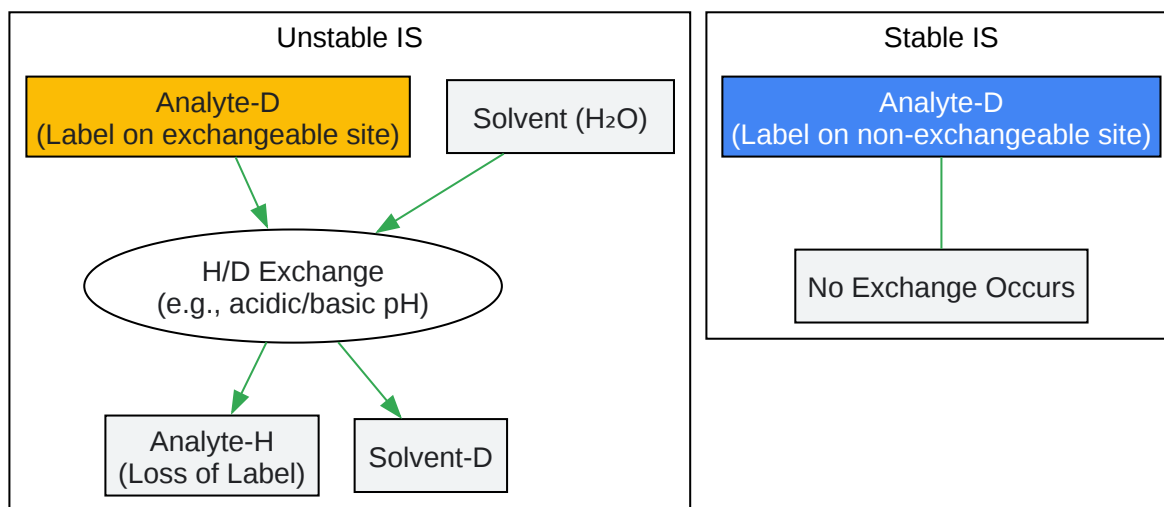 Unstable IS
Analyte-D
(Label on exchangeable site)
Solvent (H₂O)
H/D Exchange
(e.g., acidic/basic pH)
Analyte-H
(Loss of Label)
Solvent-D
Stable IS
Analyte-D
(Label on non-exchangeable site)
No Exchange Occurs